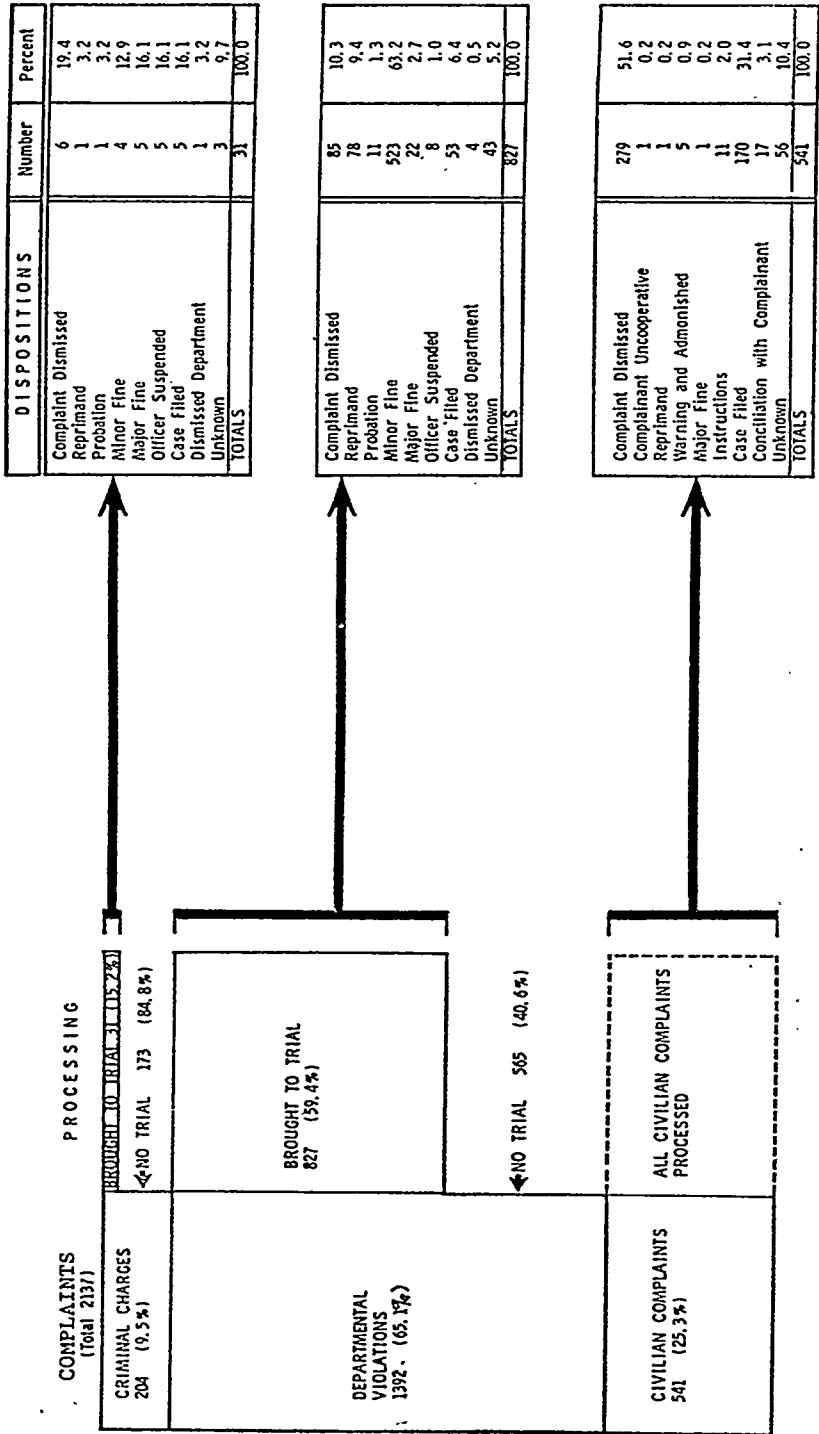 COMPLAINTS
(Total 2137)
PROCESSING
CRIMINAL CHARGES
204 (9.5%)
BROUGHT TO TRIAL 31 (15.2%)
NO TRIAL 173 (84.8%)
DEPARTMENTAL
VIOLATIONS
1392. (65.1%)
BROUGHT TO TRIAL
827 (59.4%)
NO TRIAL 565 (40.6%)
CIVILIAN COMPLAINTS
541 (25.3%)
ALL CIVILIAN COMPLAINTS
PROCESSED
DISPOSITIONS Number Percent
Complaint Dismissed 6 19.4
Reprimand 1 3.2
Probation 1 3.2
Minor Fine 4 12.9
Major Fine 5 16.1
Officer Suspended 5 16.1
Case Filed 5 16.1
Dismissed Department 1 3.2
Unknown 3 9.7
TOTALS 31 100.0
Complaint Dismissed 85 10.3
Reprimand 78 9.4
Probation 11 1.3
Minor Fine 523 63.2
Major Fine 22 2.7
Officer Suspended 8 1.0
Case Filed 53 6.4
Dismissed Department 4 0.5
Unknown 43 5.2
TOTALS 827 100.0
Complaint Dismissed 279 51.6
Complainant Uncooperative 1 0.2
Reprimand 1 0.2
Warning and Admonished 5 0.9
Major Fine 1 0.2
Instructions 11 2.0
Case Filed 170 31.4
Conciliation with Complainant 17 3.1
Unknown 56 10.4
TOTALS 541 100.0